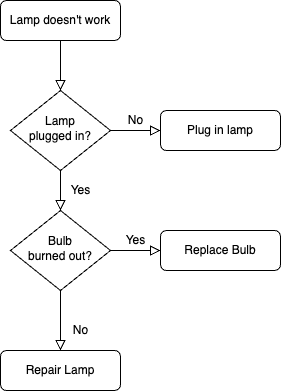 Lamp doesn't work
Lamp
plugged in?
No
Plug in lamp
Yes
Bulb
burned out?
Yes
Replace Bulb
No
Repair Lamp